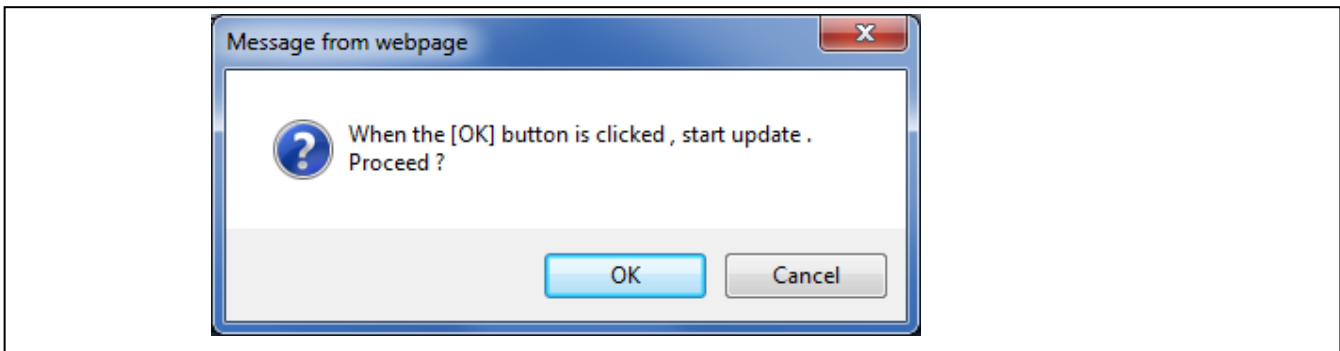 Message from webpage
When the [OK] button is clicked , start update .
Proceed ?
OK
Cancel